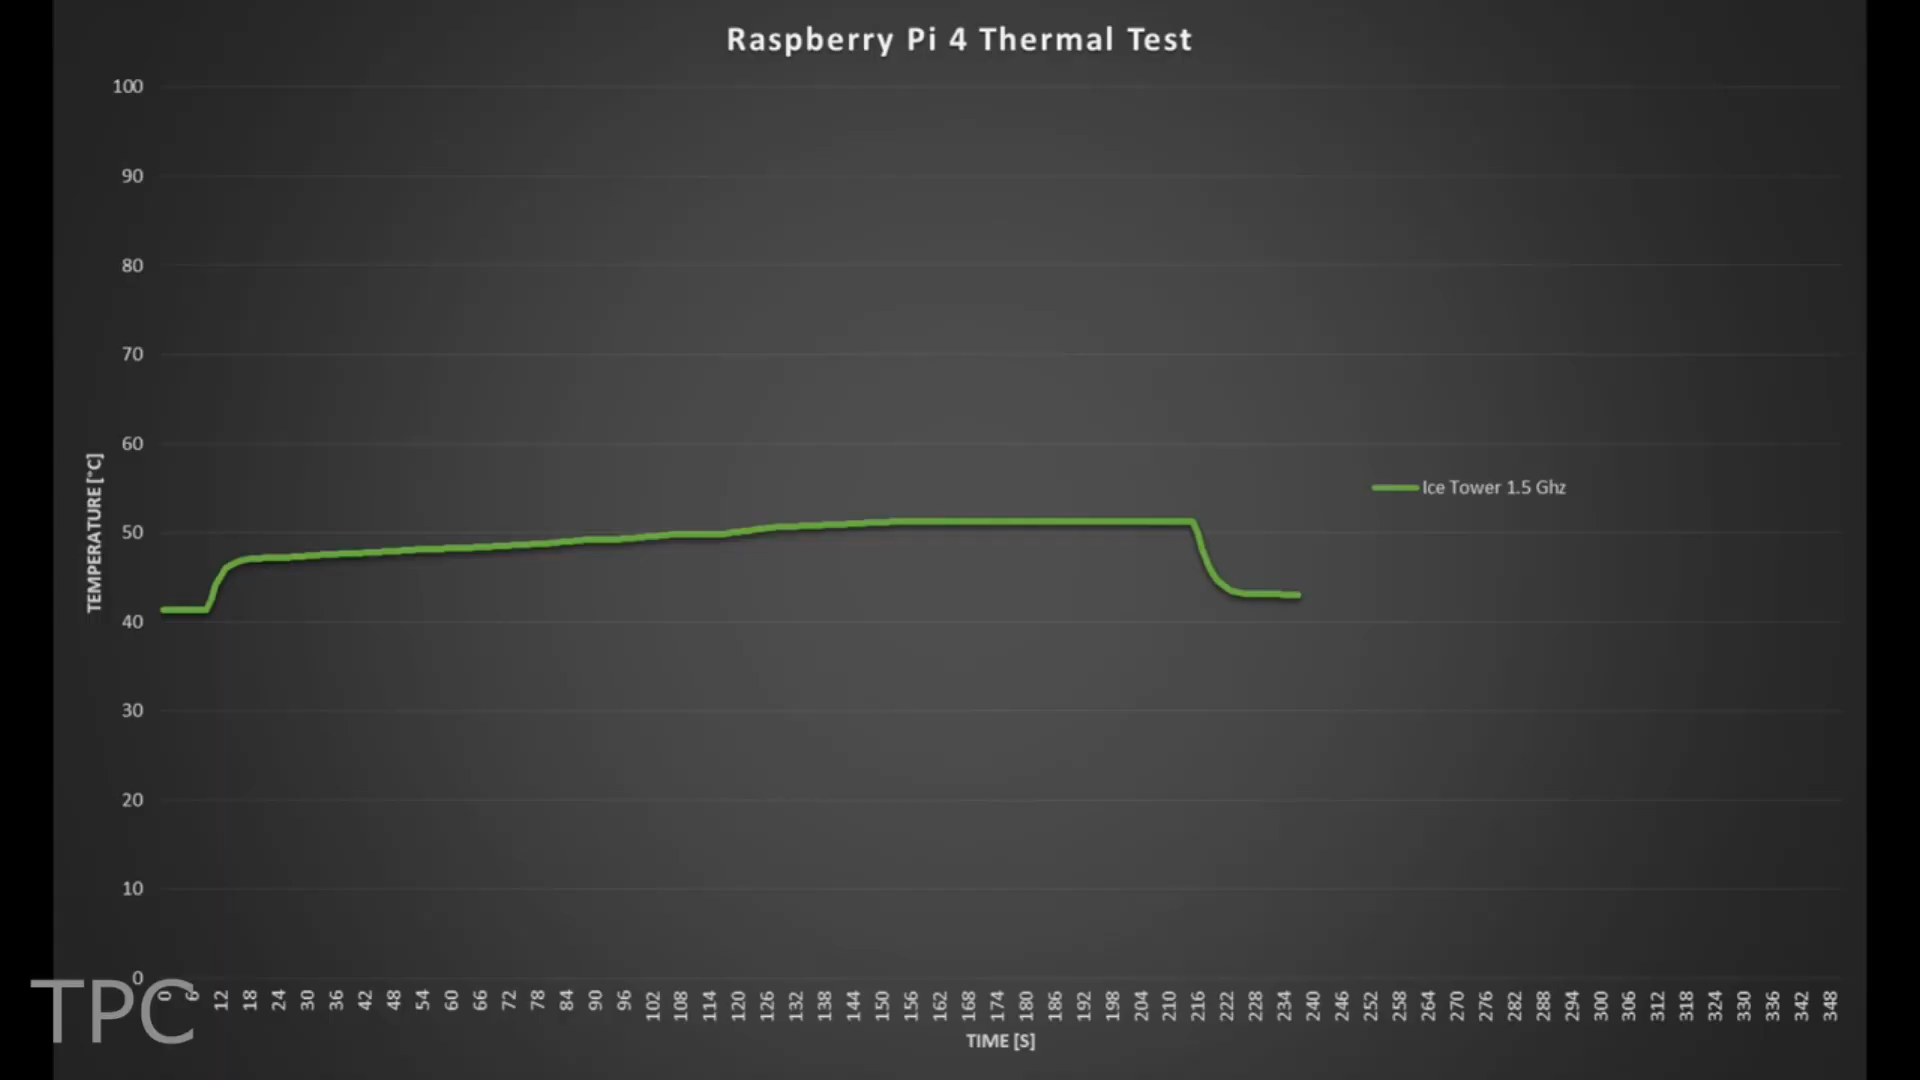 Raspberry Pi 4 Thermal Test
100
90
80
70
60
50
40
30
20
10
0
TEMPERATURE [°C]
Ice Tower 1.5 Ghz
0 6 12 18 24 30 36 42 48 54 60 66 72 78 84 90 96 102 108 114 120 126 132 138 144 150 156 162 168 174 180 186 192 198 204 210 216 222 228 234 240 246 252 258 264 270 276 282 288 294 300 306 312 318 324 330 336 342 348
TIME [S]
TPC